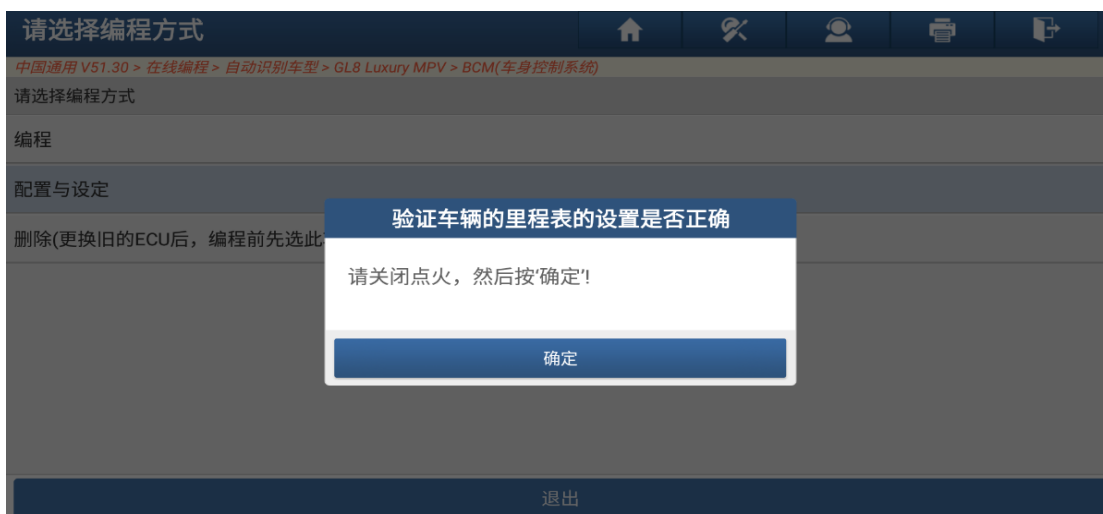 请选择编程方式
中国通用 V51.30 > 在线编程 > 自动识别车型 > GL8 Luxury MPV > BCM(车身控制系统)
请选择编程方式
编程
配置与设定
验证车辆的里程表的设置是否正确
删除(更换旧的ECU后，编程前先选此
请关闭点火，然后按‘确定’!
确定
退出